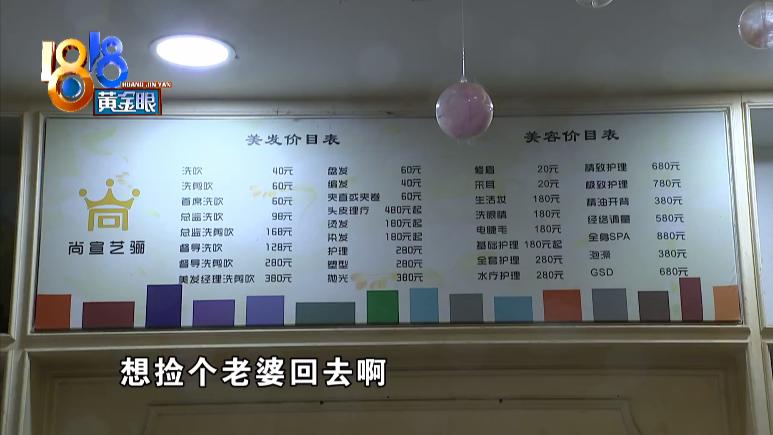 1818
HUANG JIN YAN
黄金眼
美发价目表
美容价目表
尚
尚宣艺骊
洗吹 40元
洗剪吹 60元
首席洗吹 60元
总监洗吹 98元
总监洗剪吹 168元
督导洗吹 128元
督导洗剪吹 280元
美发经理洗剪吹 380元
盘发 60元
编发 40元
夹直或夹卷 60元
头皮理疗 480元起
烫发 180元起
染发 180元起
护理 280元
塑型 280元
抛光 380元
修眉 20元
采耳 20元
生活妆 180元
洗眼睛 180元
电睫毛 180元
基础护理 180元起
全套护理 280元
水疗护理 280元
精致护理 680元
极致护理 780元
精油开背 380元
经络调量 580元
全身SPA 880元
泡澡 380元
GSD 680元
想捡个老婆回去啊